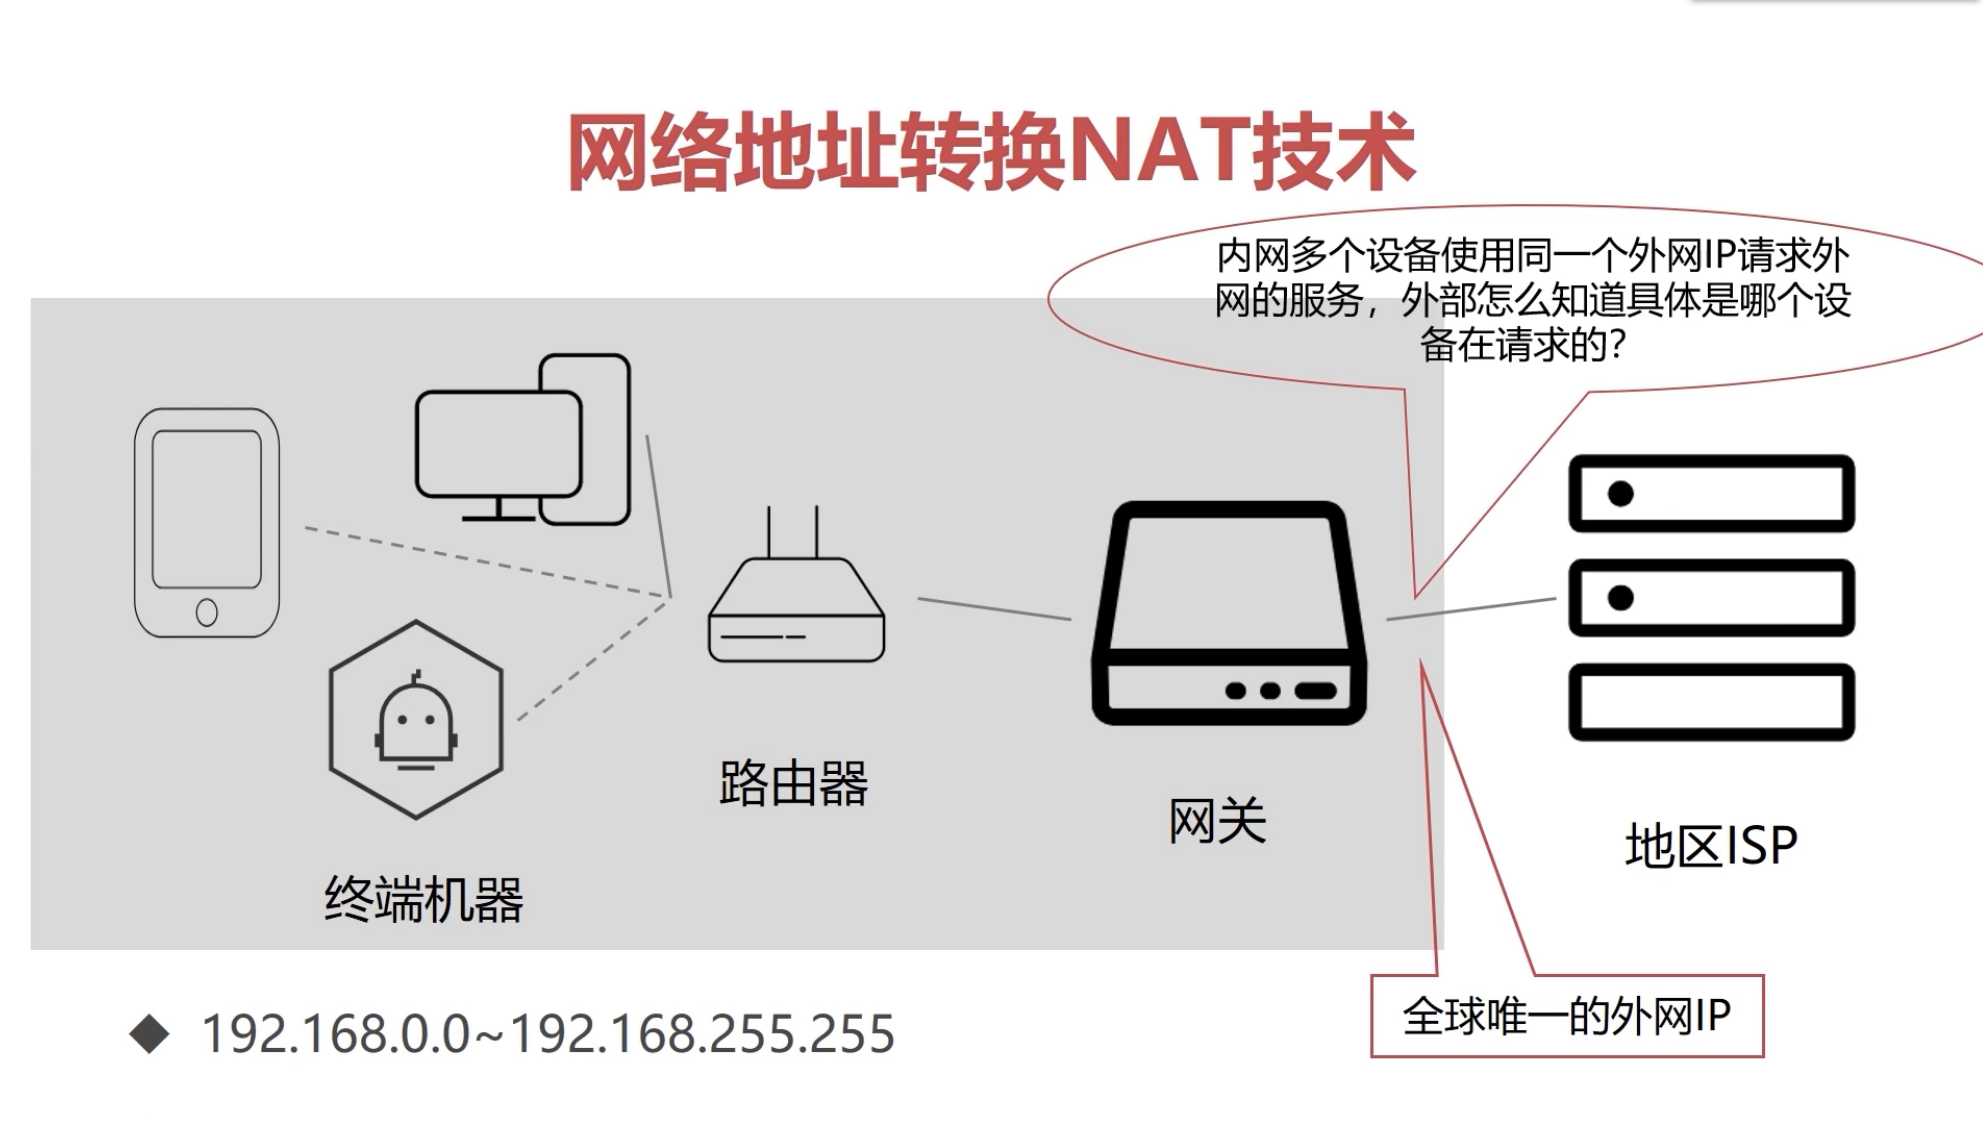 网络地址转换NAT技术
内网多个设备使用同一个外网IP请求外
网的服务，外部怎么知道具体是哪个设
备在请求的？
路由器
网关
地区ISP
终端机器
全球唯一的外网IP
◆ 192.168.0.0~192.168.255.255